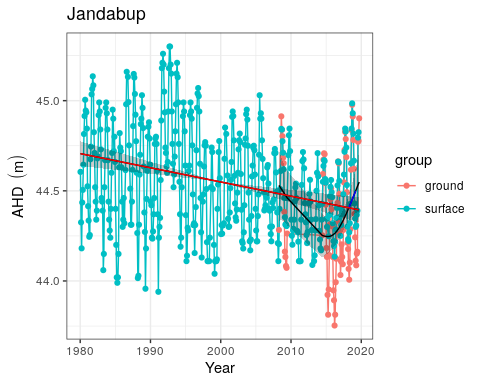 Jandabup
AHD (m)
45.0
44.5
44.0
1980
1990
2000
2010
2020
Year
group
ground
surface